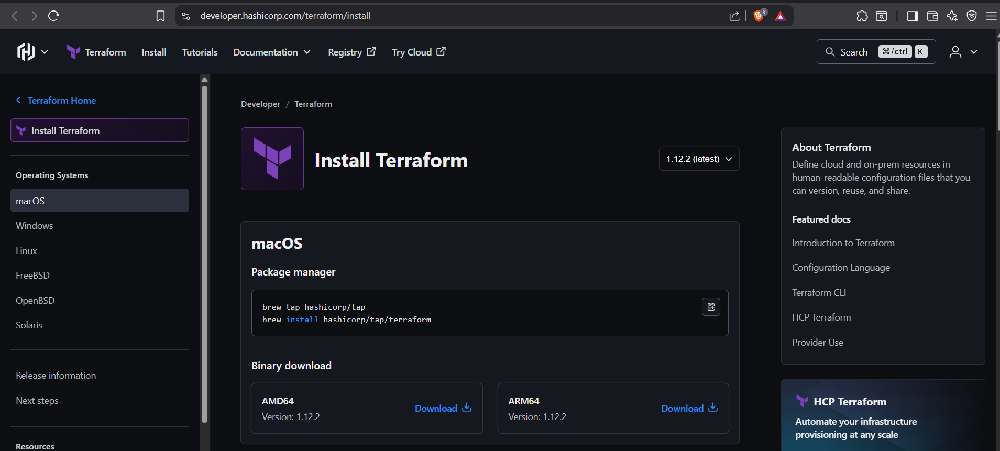 developer.hashicorp.com/terraform/install
3
Terraform
Install
Tutorials
Documentation
Registry
Try Cloud
Search
⌘/ctrl
K
Terraform Home
Install Terraform
Operating Systems
macOS
Windows
Linux
FreeBSD
OpenBSD
Solaris
Release information
Next steps
Resources
Developer / Terraform
Install Terraform
1.12.2 (latest)
macOS
Package manager
brew tap hashicorp/tap
brew install hashicorp/tap/terraform
Binary download
AMD64
Version: 1.12.2
Download
ARM64
Version: 1.12.2
Download
About Terraform
Define cloud and on-prem resources in
human-readable configuration files that you
can version, reuse, and share.
Featured docs
Introduction to Terraform
Configuration Language
Terraform CLI
HCP Terraform
Provider Use
HCP Terraform
Automate your infrastructure
provisioning at any scale